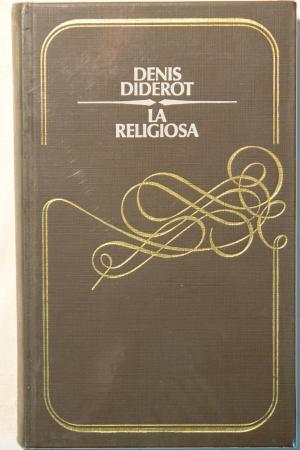 DENIS
DIDEROT
LA
RELIGIOSA